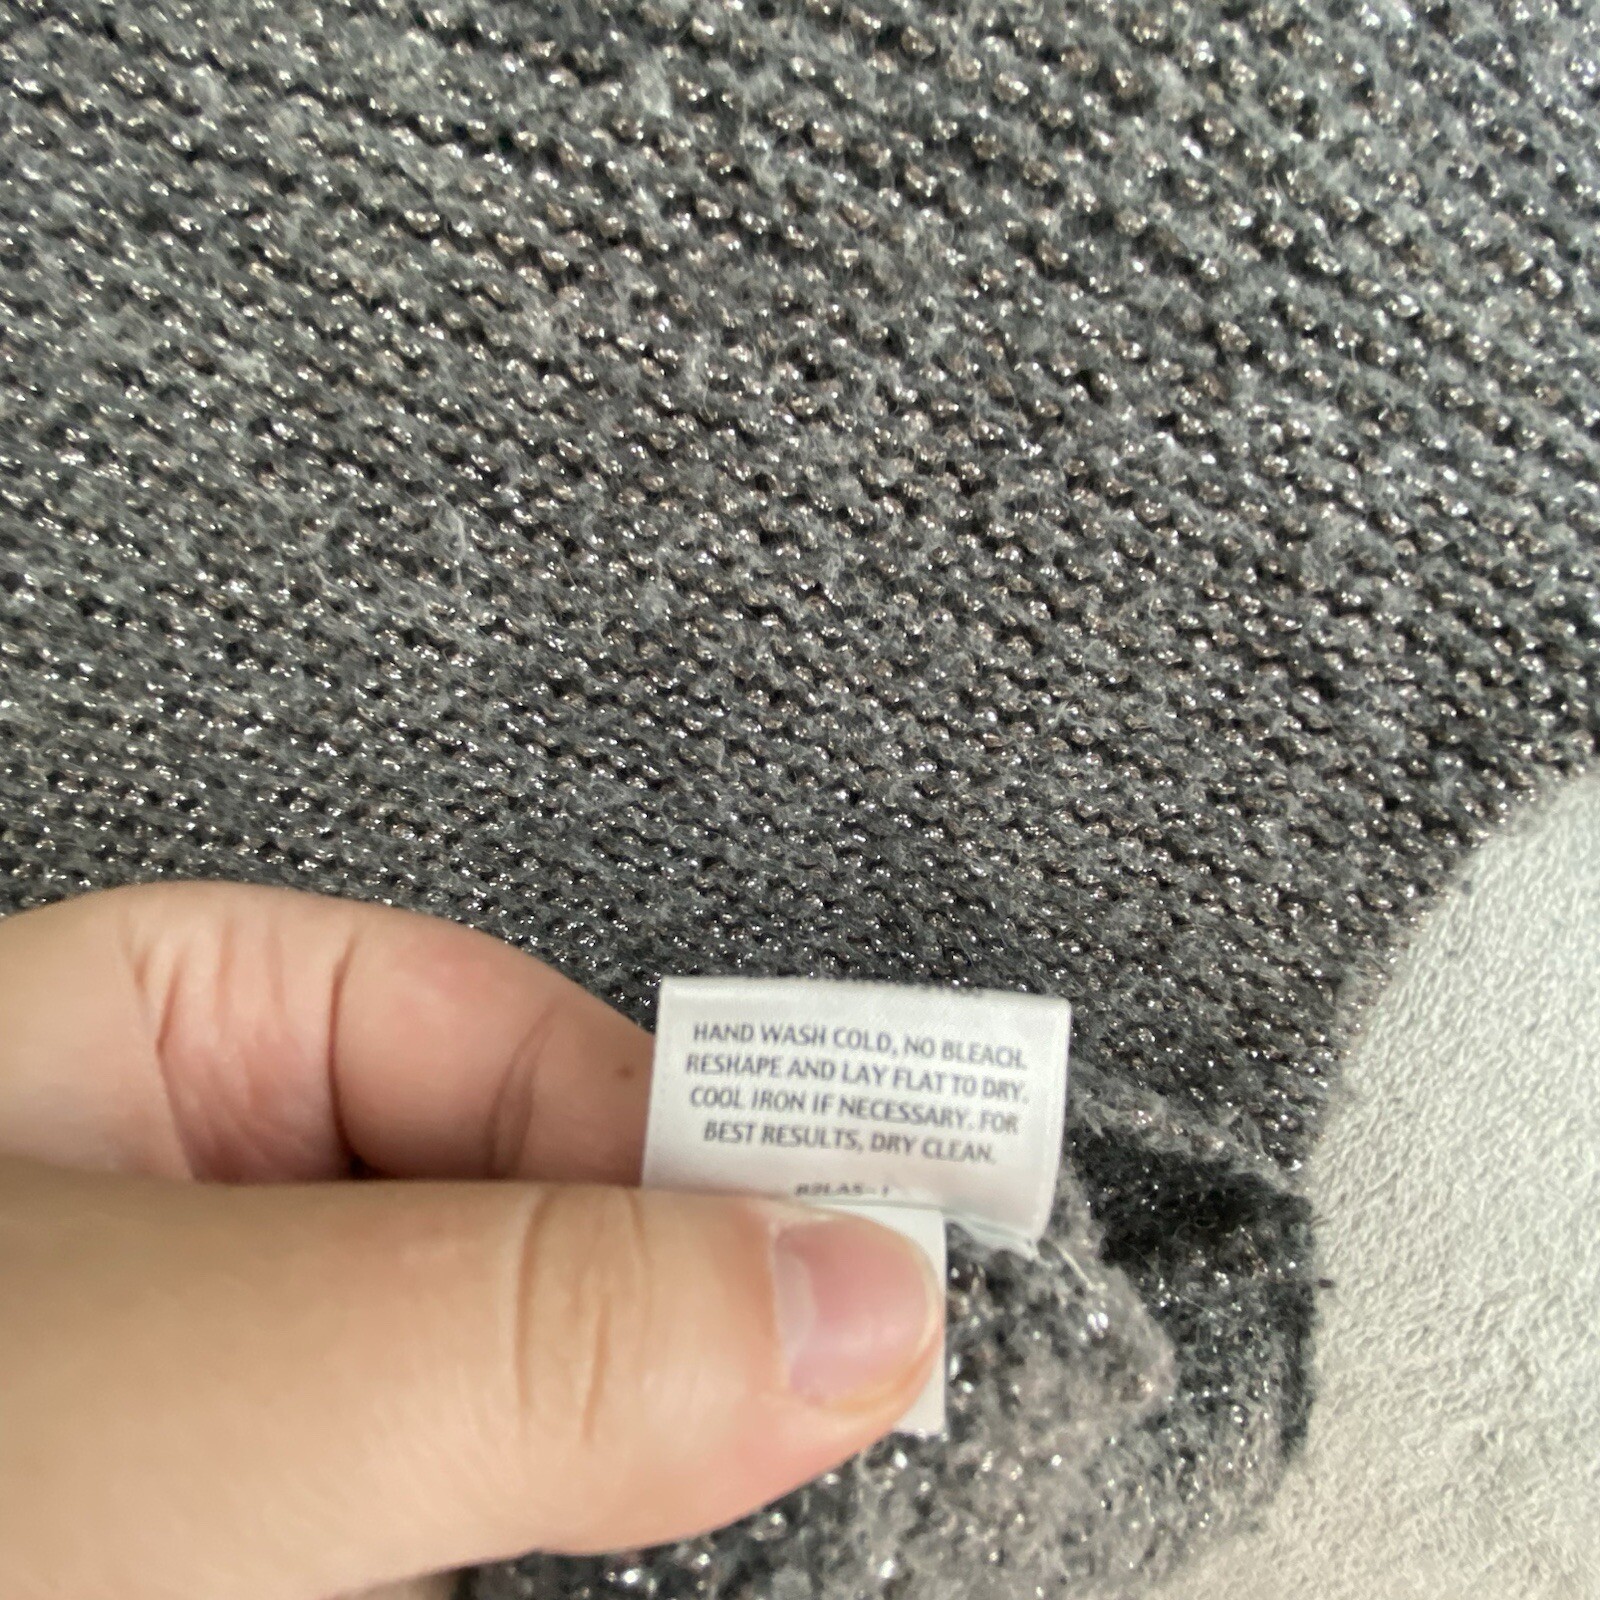 HAND WASH COLD, NO BLEACH.
RESHAPE AND LAY FLAT TO DRY.
COOL IRON IF NECESSARY. FOR
BEST RESULTS, DRY CLEAN.